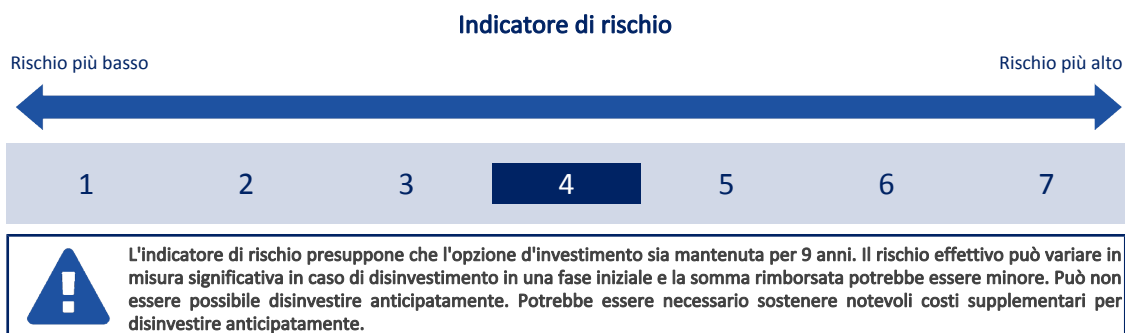 Indicatore di rischio
Rischio più basso Rischio più alto
1 2 3 4 5 6 7
L'indicatore di rischio presuppone che l'opzione d'investimento sia mantenuta per 9 anni. Il rischio effettivo può variare in
misura significativa in caso di disinvestimento in una fase iniziale e la somma rimborsata potrebbe essere minore. Può non
essere possibile disinvestire anticipatamente. Potrebbe essere necessario sostenere notevoli costi supplementari per
disinvestire anticipatamente.